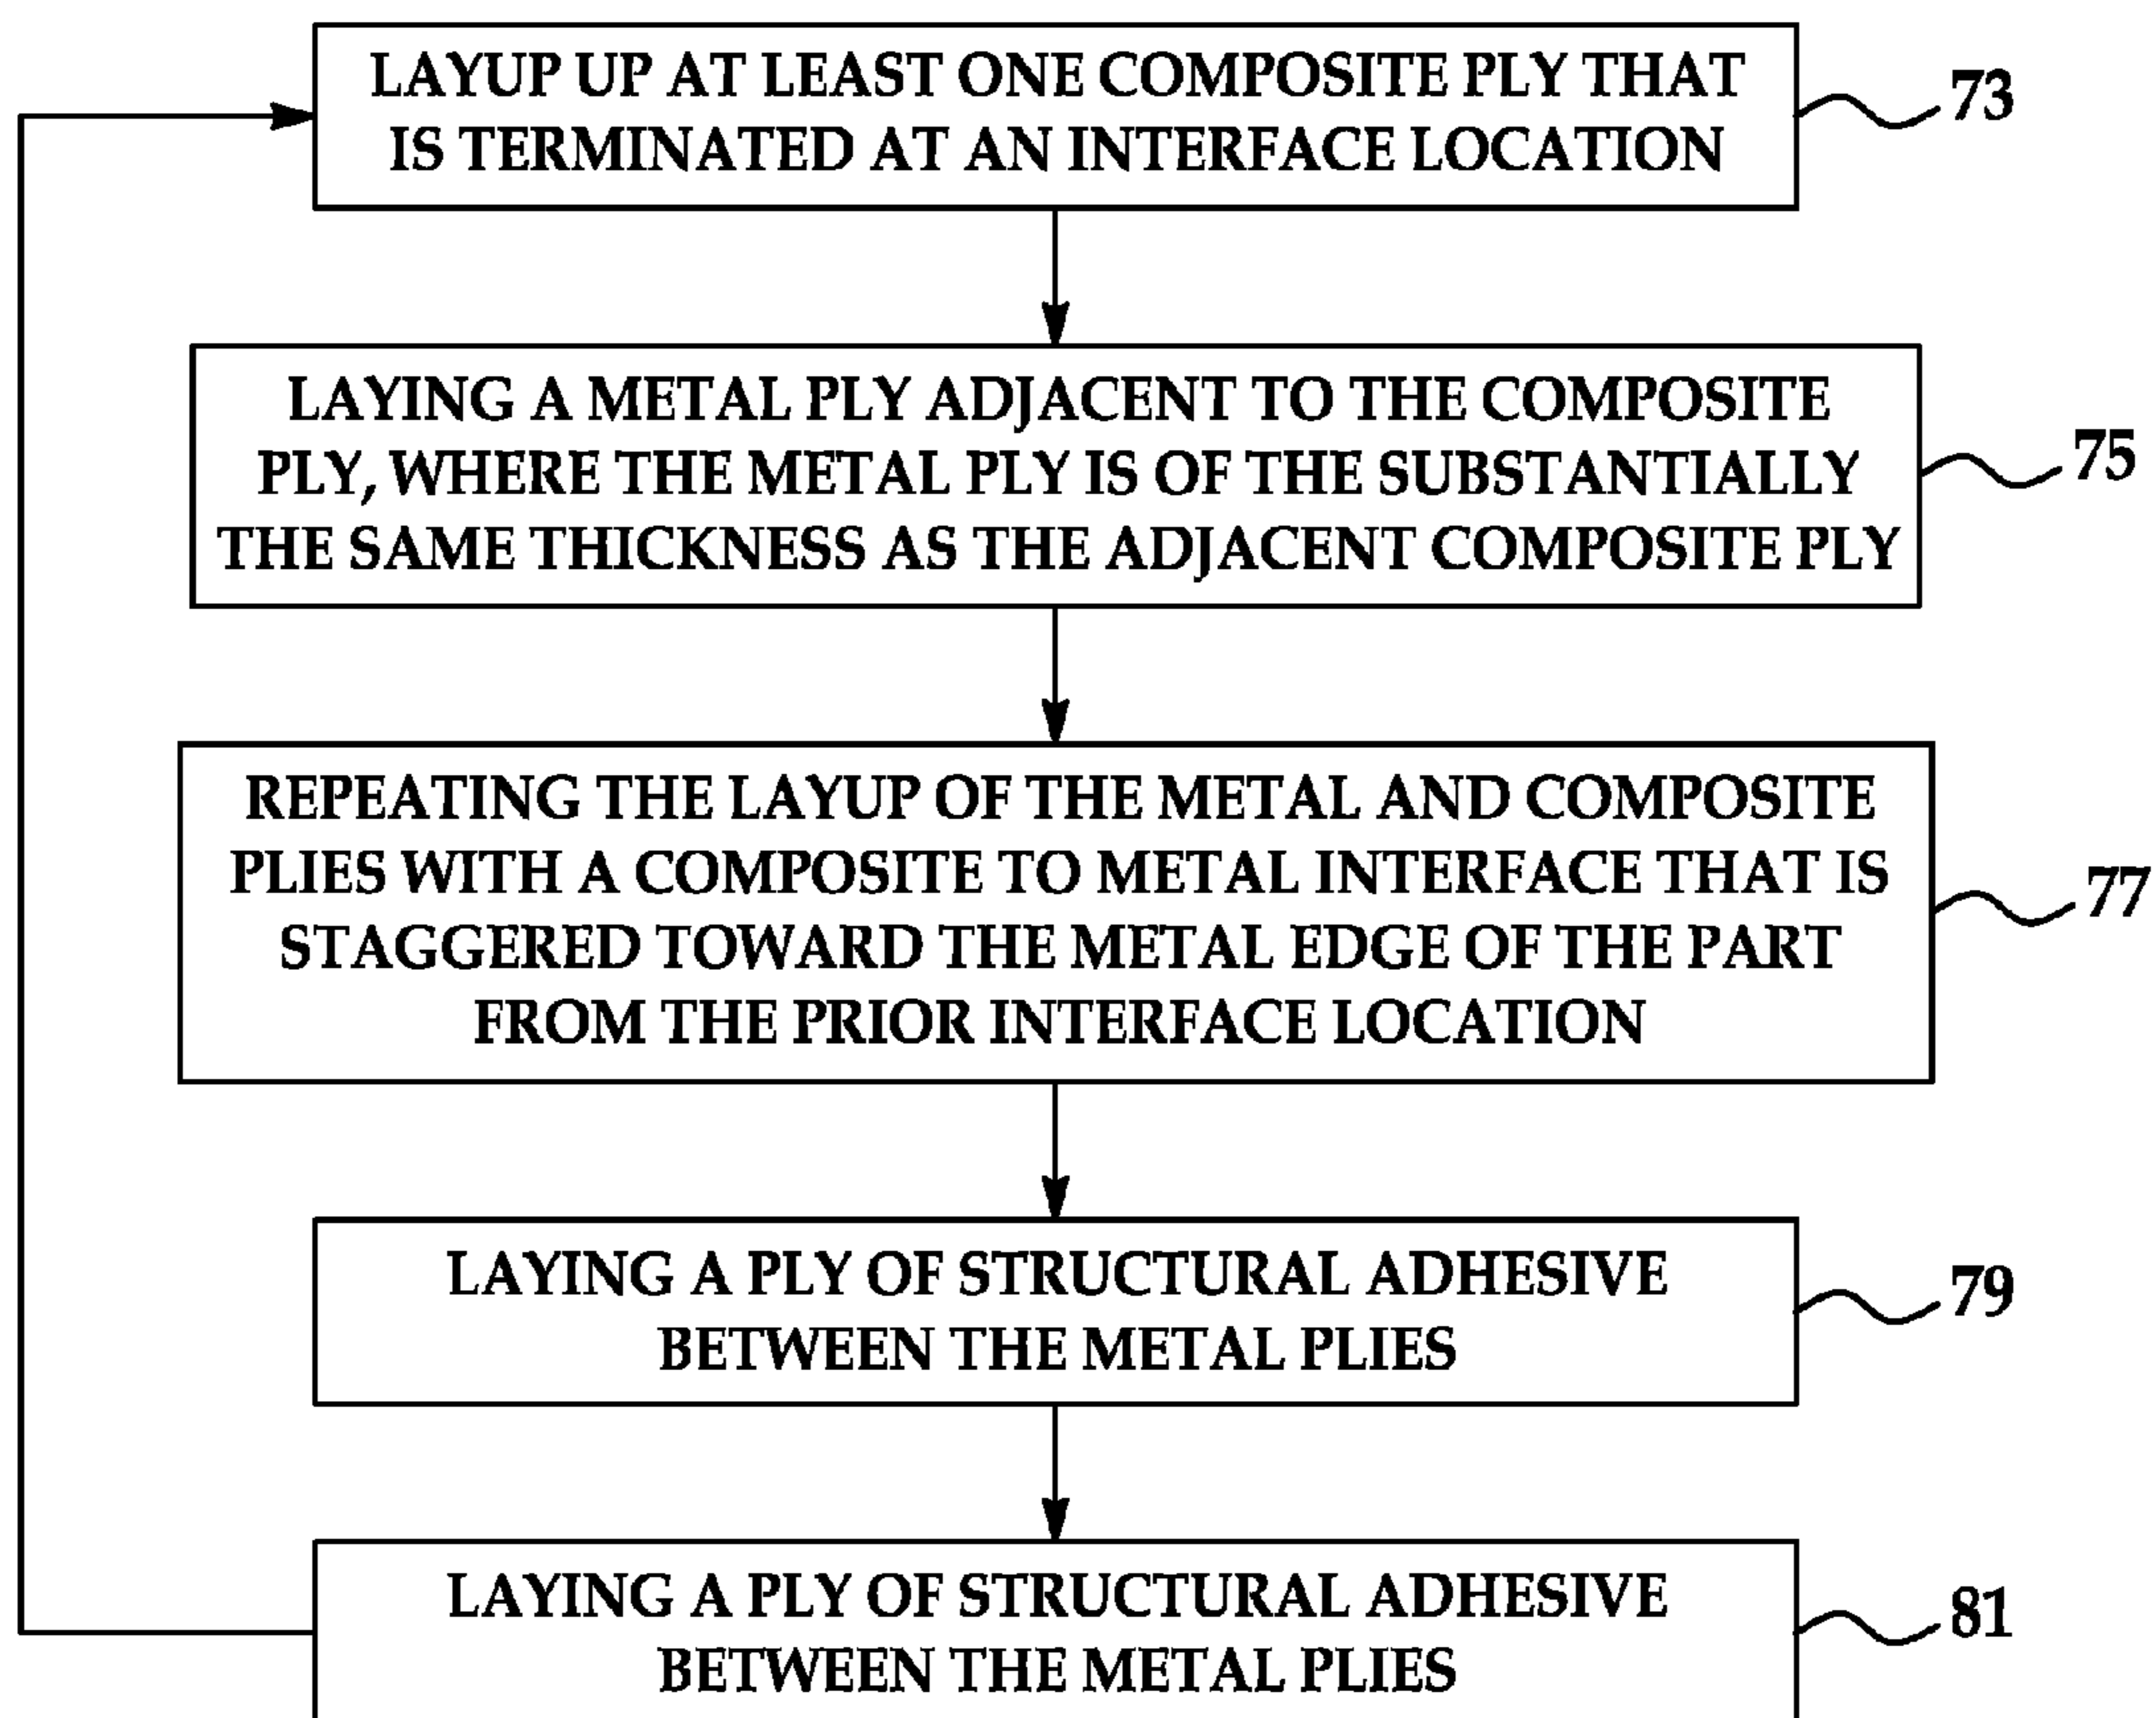 LAYUP UP AT LEAST ONE COMPOSITE PLY THAT
IS TERMINATED AT AN INTERFACE LOCATION
73
LAYING A METAL PLY ADJACENT TO THE COMPOSITE
PLY, WHERE THE METAL PLY IS OF THE SUBSTANTIALLY
THE SAME THICKNESS AS THE ADJACENT COMPOSITE PLY
75
REPEATING THE LAYUP OF THE METAL AND COMPOSITE
PLIES WITH A COMPOSITE TO METAL INTERFACE THAT IS
STAGGERED TOWARD THE METAL EDGE OF THE PART
FROM THE PRIOR INTERFACE LOCATION
77
LAYING A PLY OF STRUCTURAL ADHESIVE
BETWEEN THE METAL PLIES
79
LAYING A PLY OF STRUCTURAL ADHESIVE
BETWEEN THE METAL PLIES
81